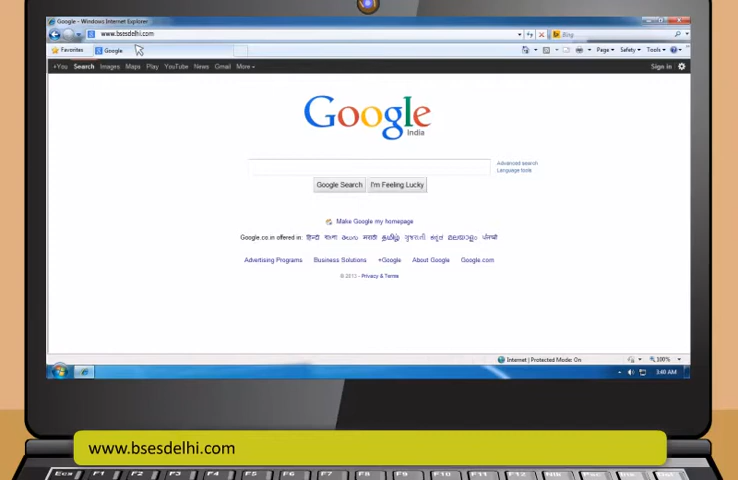 Google - Windows Internet Explorer
www.bsesdelhi.com
Bing
Favorites
Google
Page
Safety
Tools
+You Search Images Maps Play YouTube News Gmail More
Sign in
Google
India
Advanced search
Language tools
Google Search
I'm Feeling Lucky
Make Google my homepage
Google.co.in offered in: हिन्दी বাংলা తెలుగు मराठी தமிழ் ગુજરાતી ಕನ್ನಡ മലയാളം ਪੰਜਾਬੀ
Advertising Programs Business Solutions +Google About Google Google.com
© 2013 - Privacy & Terms
Internet | Protected Mode: On
100%
3:40 AM
www.bsesdelhi.com
F1 F2 F3 F4 F5 F6 F7 F8 F9 F10 F11 F12